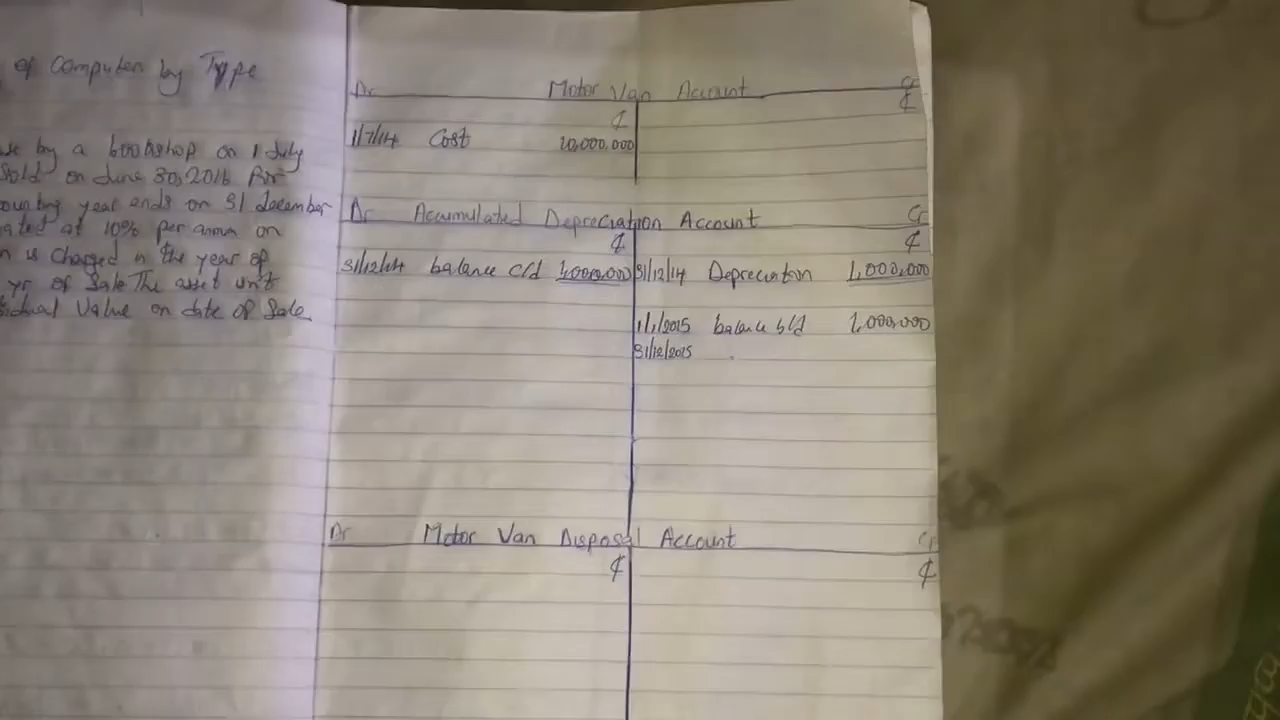 of Computer by Type
by a bookshop on 1 July
sold on June 30, 2016 for
year ends on 31 december
at 10% per annum on
is charged in the year of
yr of Sale The asset
Value on date of Sale
Dr Motor Van Account Cr
₵ ₵
1/7/14 Cost 10,000,000
Dr Accumulated Depreciation Account Cr
₵ ₵
31/12/14 balance c/d 1,000,000 31/12/14 Depreciation 1,000,000
1/1/2015 balance b/d 1,000,000
31/12/2015
Dr Motor Van Disposal Account Cr
₵ ₵